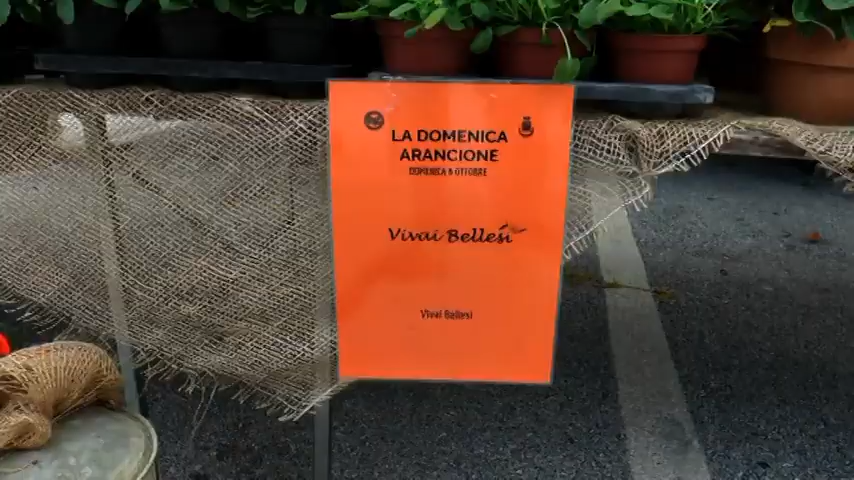 LA DOMENICA
ARANCIONE
DOMENICA 8 OTTOBRE
Vivai Bellesi
Vivai Bellesi